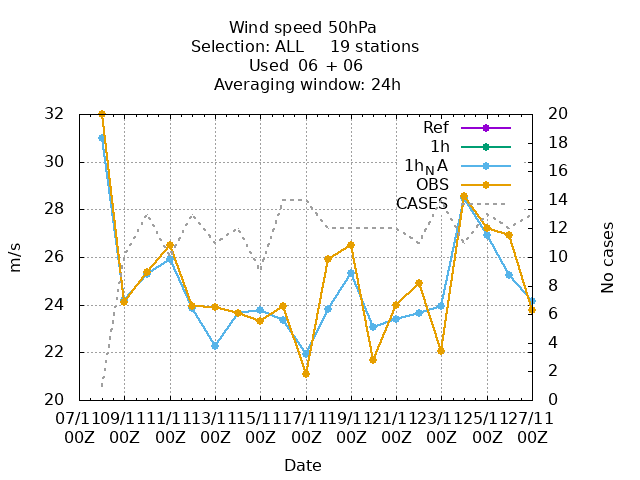 Wind speed 50hPa
Selection: ALL 19 stations
Used 06 + 06
Averaging window: 24h
32 20
18
30 16
28 14
12
26 10
8
24 6
4
22 2
20 0
m/s
No cases
Ref
1h
1hNA
OBS
CASES
07/11 09/11 11/11 13/11 15/11 17/11 19/11 21/11 23/11 25/11 27/11
00Z 00Z 00Z 00Z 00Z 00Z 00Z 00Z 00Z 00Z 00Z
Date